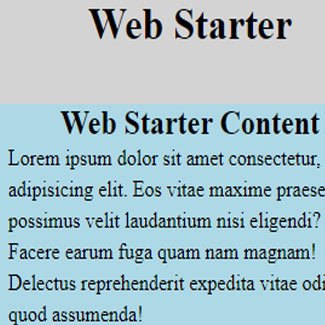 Web Starter
Web Starter Content
Lorem ipsum dolor sit amet consectetur,
adipisicing elit. Eos vitae maxime praese
possimus velit laudantium nisi eligendi?
Facere earum fuga quam nam magnam!
Delectus reprehenderit expedita vitae odi
quod assumenda!